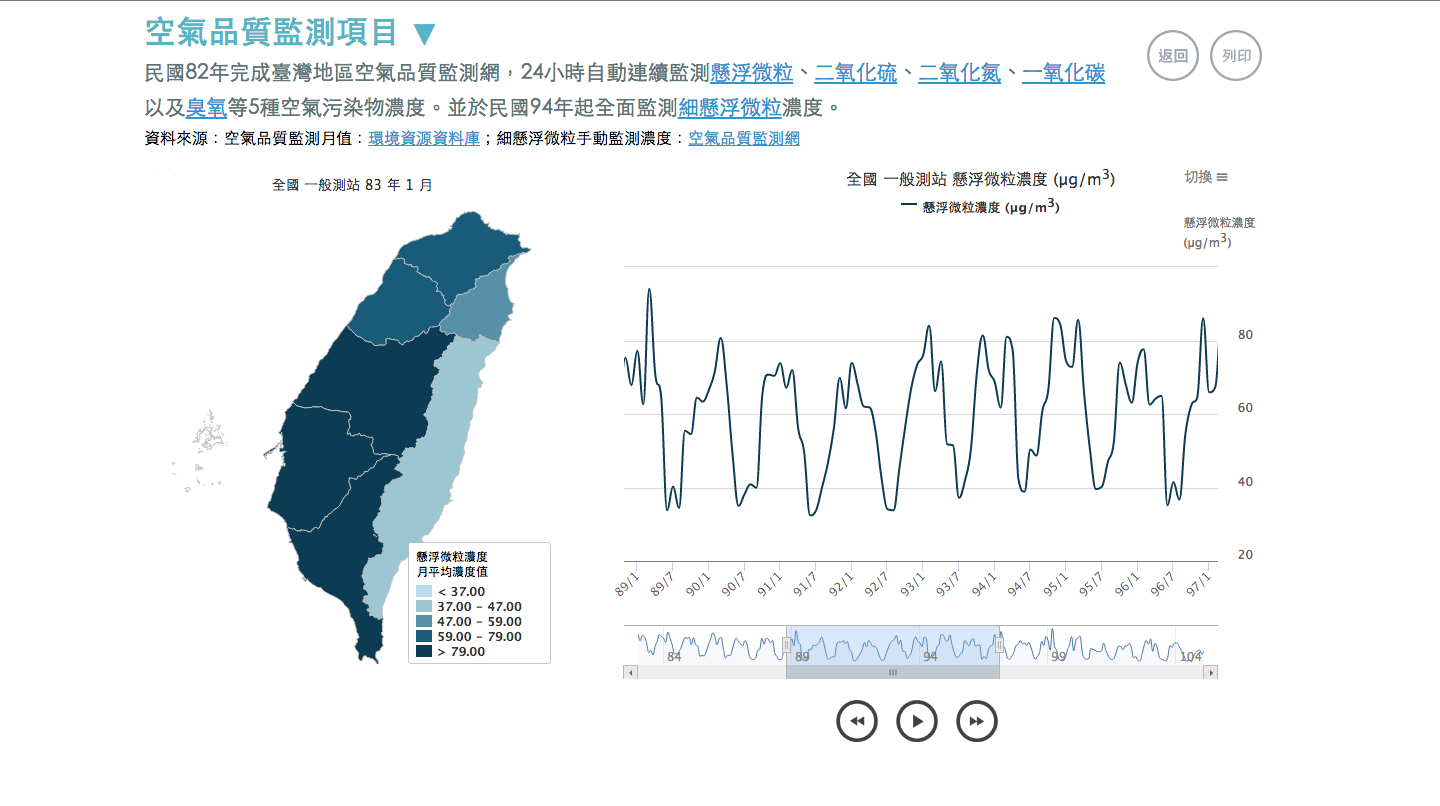 空氣品質監測項目 ▼
返回
列印
民國82年完成臺灣地區空氣品質監測網，24小時自動連續監測懸浮微粒、二氧化硫、二氧化氮、一氧化碳
以及臭氧等5種空氣污染物濃度。並於民國94年起全面監測細懸浮微粒濃度。
資料來源：空氣品質監測月值：環境資源資料庫；細懸浮微粒手動監測濃度：空氣品質監測網
全國 一般測站 83 年 1 月
懸浮微粒濃度
月平均濃度值
< 37.00
37.00 – 47.00
47.00 – 59.00
59.00 – 79.00
> 79.00
全國 一般測站 懸浮微粒濃度 (μg/m³)
切換 ≡
懸浮微粒濃度 (μg/m³)
懸浮微粒濃度
(μg/m³)
80
60
40
20
89/1
89/7
90/1
90/7
91/1
91/7
92/1
92/7
93/1
93/7
94/1
94/7
95/1
95/7
96/1
96/7
97/1
84
89
94
99
104